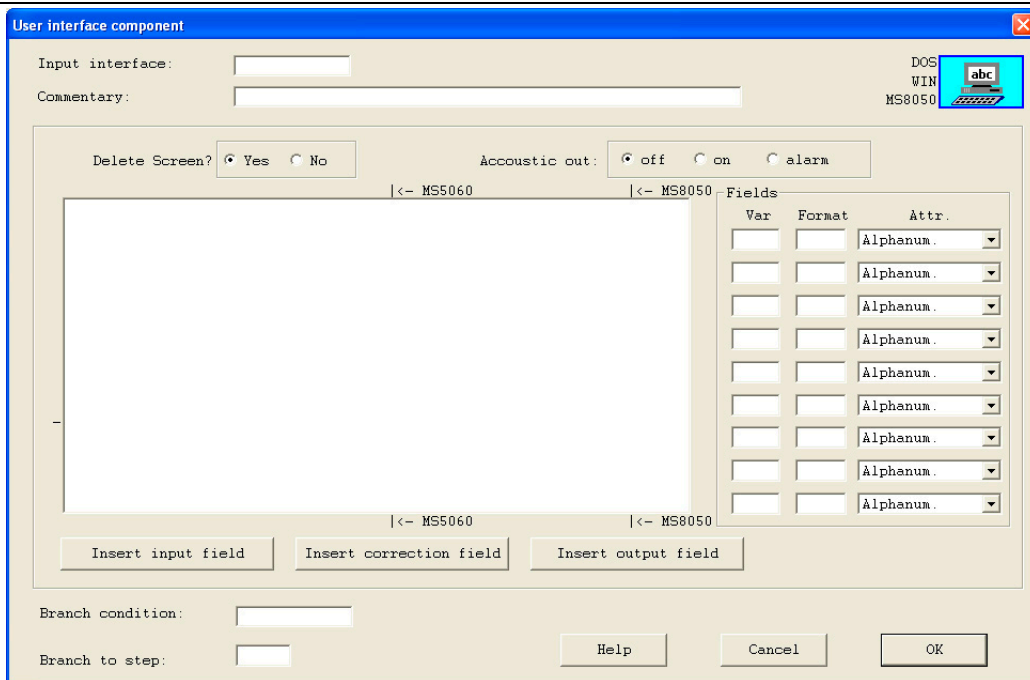 User interface component
Input interface:
DOS
WIN
MS8050
abc
Commentary:
Delete Screen? Yes No
Accoustic out: off on alarm
|<- MS5060 |<- MS8050
Fields
Var Format Attr.
Alphanum.
Alphanum.
Alphanum.
Alphanum.
Alphanum.
Alphanum.
Alphanum.
Alphanum.
Alphanum.
|<- MS5060 |<- MS8050
Insert input field Insert correction field Insert output field
Branch condition:
Branch to step:
Help Cancel OK